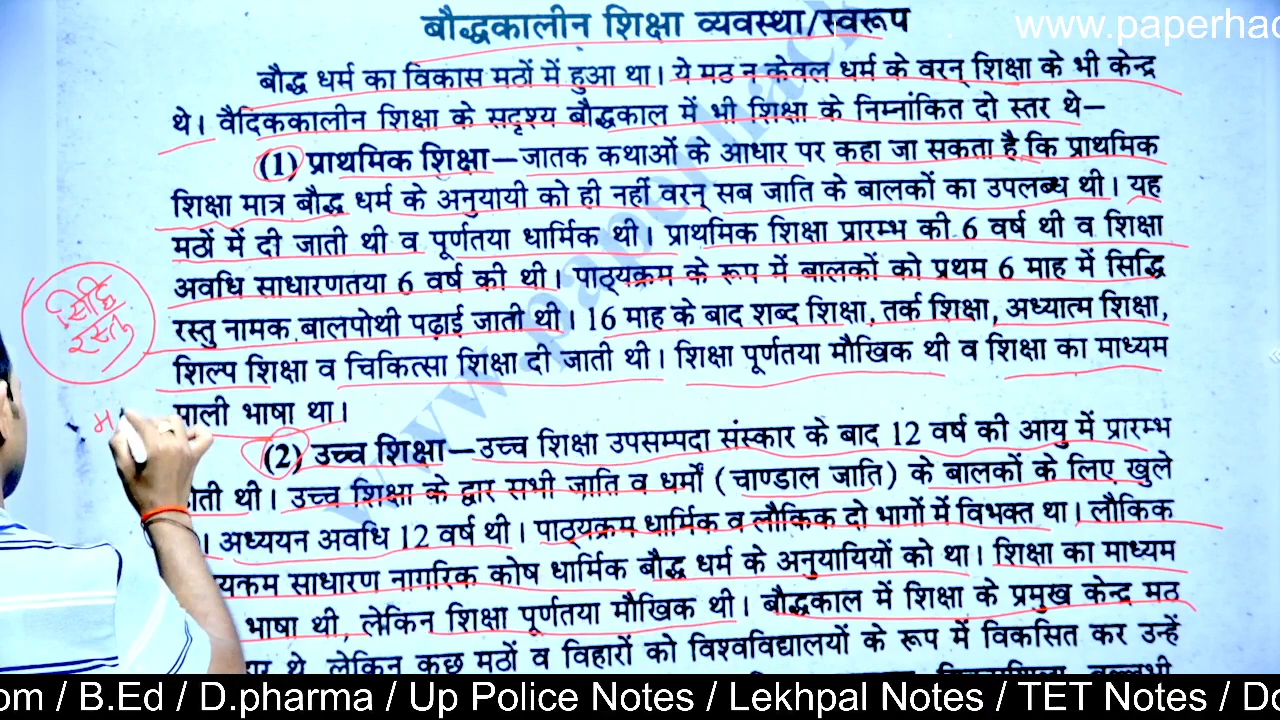 बौद्धकालीन शिक्षा व्यवस्था/स्वरूप
www.paperhac
बौद्ध धर्म का विकास मठों में हुआ था। ये मठ न केवल धर्म के वरन् शिक्षा के भी केन्द्र
थे। वैदिककालीन शिक्षा के सदृश्य बौद्धकाल में भी शिक्षा के निम्नांकित दो स्तर थे–
(1) प्राथमिक शिक्षा–जातक कथाओं के आधार पर कहा जा सकता है कि प्राथमिक
शिक्षा मात्र बौद्ध धर्म के अनुयायी को ही नहीं वरन् सब जाति के बालकों का उपलब्ध थी। यह
मठों में दी जाती थी व पूर्णतया धार्मिक थी। प्राथमिक शिक्षा प्रारम्भ की 6 वर्ष थी व शिक्षा
अवधि साधारणतया 6 वर्ष की थी। पाठ्यक्रम के रूप में बालकों को प्रथम 6 माह में सिद्धि
रस्तु नामक बालपोथी पढ़ाई जाती थी। 16 माह के बाद शब्द शिक्षा, तर्क शिक्षा, अध्यात्म शिक्षा,
शिल्प शिक्षा व चिकित्सा शिक्षा दी जाती थी। शिक्षा पूर्णतया मौखिक थी व शिक्षा का माध्यम
पाली भाषा था।
सिद्धि
रस्तु
(2) उच्च शिक्षा–उच्च शिक्षा उपसम्पदा संस्कार के बाद 12 वर्ष की आयु में प्रारम्भ
होती थी। उच्च शिक्षा के द्वार सभी जाति व धर्मों (चाण्डाल जाति) के बालकों के लिए खुले
। अध्ययन अवधि 12 वर्ष थी। पाठ्यक्रम धार्मिक व लौकिक दो भागों में विभक्त था। लौकिक
यक्रम साधारण नागरिक कोष धार्मिक बौद्ध धर्म के अनुयायियों को था। शिक्षा का माध्यम
भाषा थी, लेकिन शिक्षा पूर्णतया मौखिक थी। बौद्धकाल में शिक्षा के प्रमुख केन्द्र मठ
थे, लेकिन कुछ मठों व विहारों को विश्वविद्यालयों के रूप में विकसित कर उन्हें
om / B.Ed / D.pharma / Up Police Notes / Lekhpal Notes / TET Notes / Do